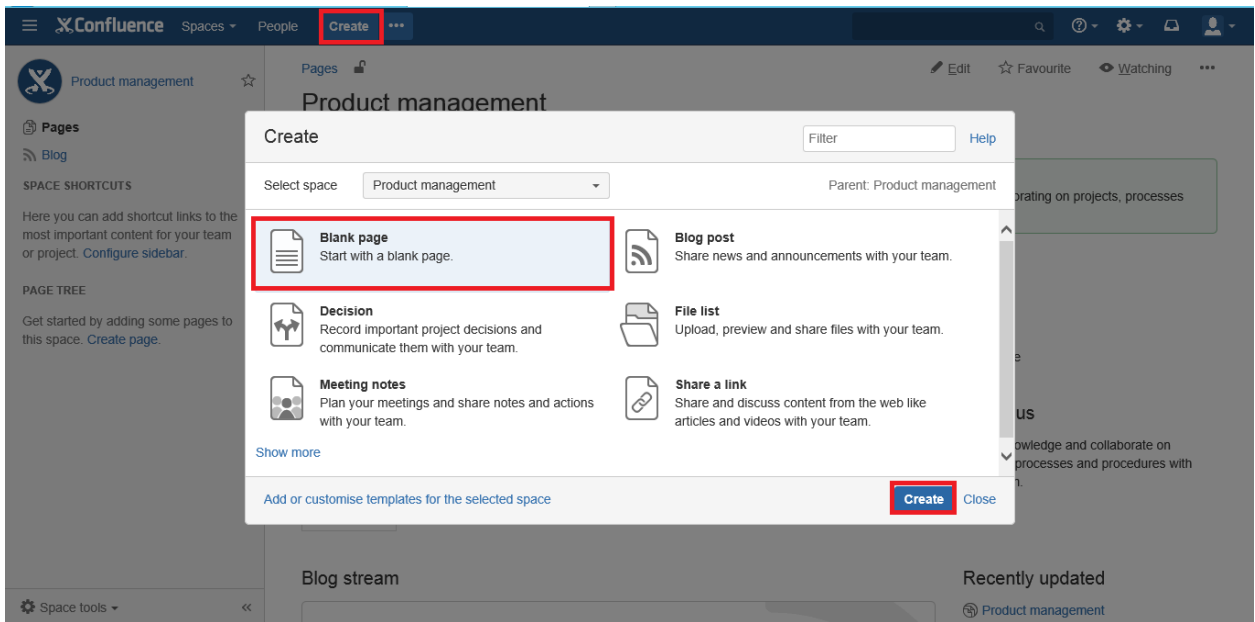 Confluence Spaces People Create •••
Product management
Pages
Blog
SPACE SHORTCUTS
Here you can add shortcut links to the
most important content for your team
or project. Configure sidebar.
PAGE TREE
Get started by adding some pages to
this space. Create page.
Space tools
Pages
Edit Favourite Watching •••
Product management
Create
Filter
Help
Select space Product management
Parent: Product management
Blank page
Start with a blank page.
Blog post
Share news and announcements with your team.
Decision
Record important project decisions and
communicate them with your team.
File list
Upload, preview and share files with your team.
Meeting notes
Plan your meetings and share notes and actions
with your team.
Share a link
Share and discuss content from the web like
articles and videos with your team.
Show more
Add or customise templates for the selected space
Create Close
orating on projects, processes
us
owledge and collaborate on
processes and procedures with
Blog stream
Recently updated
Product management